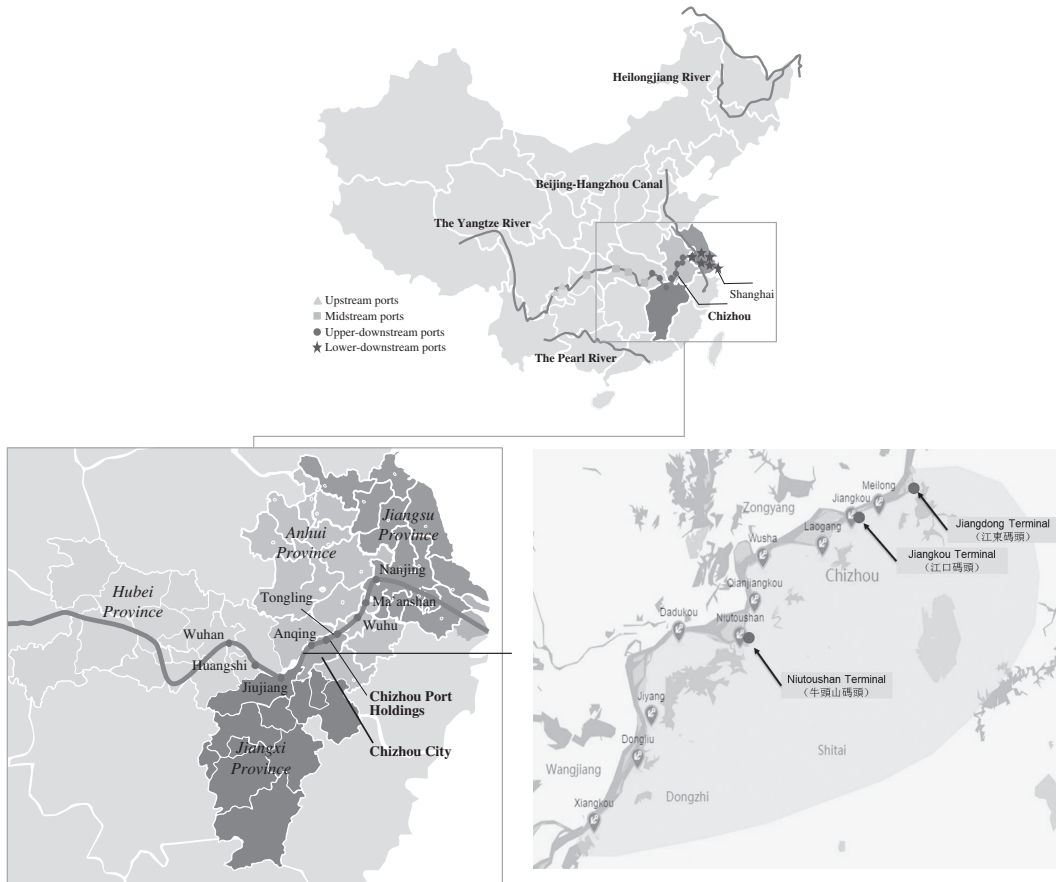 Heilongjiang River
Beijing-Hangzhou Canal
The Yangtze River
Shanghai
Chizhou
Upstream ports
Midstream ports
Upper-downstream ports
Lower-downstream ports
The Pearl River
Anhui
Province
Jiangsu
Province
Nanjing
Hubei
Province
Tongling
Ma'anshan
Wuhu
Wuhan
Anqing
Huangshi
Jiujiang
Chizhou Port
Holdings
Chizhou City
Jiangxi
Province
Meilong
Jiangkou
Zongyang
Laogang
Jiangdong Terminal
(江東碼頭)
Wusha
Jiangkou Terminal
(江口碼頭)
Chizhou
Qianjiangkou
Dadukou
Niutoushan
Niutoushan Terminal
(牛頭山碼頭)
Jiyang
Dongliu
Shitai
Wangjiang
Dongzhi
Xiangkou